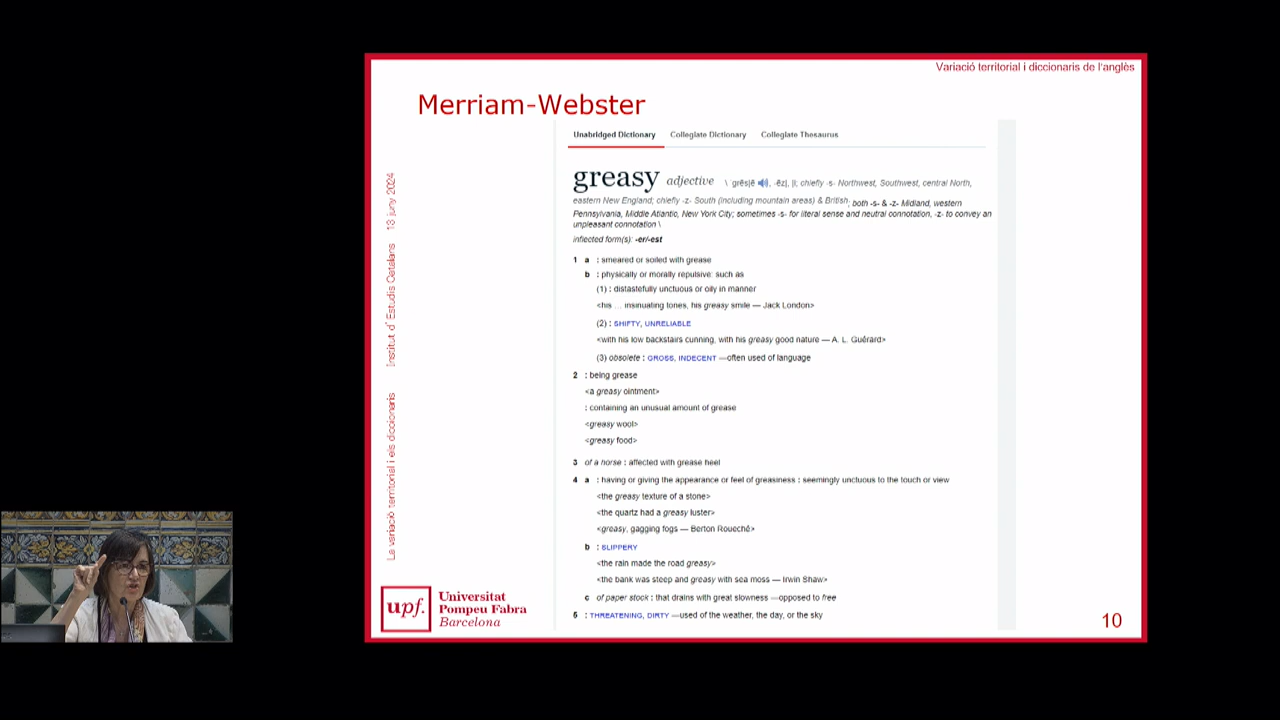 Variació territorial i diccionaris de l'anglès
Merriam-Webster
Unabridged Dictionary Collegiate Dictionary Collegiate Thesaurus
greasy adjective \ ˈgrēsi̇̄ , -ēzi̇̄, |i; chiefly -s- Northwest, Southwest, central North,
eastern New England; chiefly -z- South (including mountain areas) & British; both -s- & -z- Midland, western
Pennsylvania, Middle Atlantic, New York City; sometimes -s- for literal sense and neutral connotation, -z- to convey an
unpleasant connotation \
inflected form(s): -er/-est
1 a : smeared or soiled with grease
b : physically or morally repulsive: such as
(1) : distastefully unctuous or oily in manner
<his … insinuating tones, his greasy smile — Jack London>
(2) : SHIFTY, UNRELIABLE
<with his low backstairs cunning, with his greasy good nature — A. L. Guérard>
(3) obsolete : GROSS, INDECENT —often used of language
2 : being grease
<a greasy ointment>
: containing an unusual amount of grease
<greasy wool>
<greasy food>
3 of a horse : affected with grease heel
4 a : having or giving the appearance or feel of greasiness : seemingly unctuous to the touch or view
<the greasy texture of a stone>
<the quartz had a greasy luster>
<greasy, gagging fogs — Berton Roueché>
b : SLIPPERY
<the rain made the road greasy>
<the bank was steep and greasy with sea moss — Irwin Shaw>
c of paper stock : that drains with great slowness —opposed to free
5 : THREATENING, DIRTY —used of the weather, the day, or the sky
La variació territorial i els diccionaris Institut d´Estudis Catalans 13 juny 2024
upf. Universitat
Pompeu Fabra
Barcelona
10